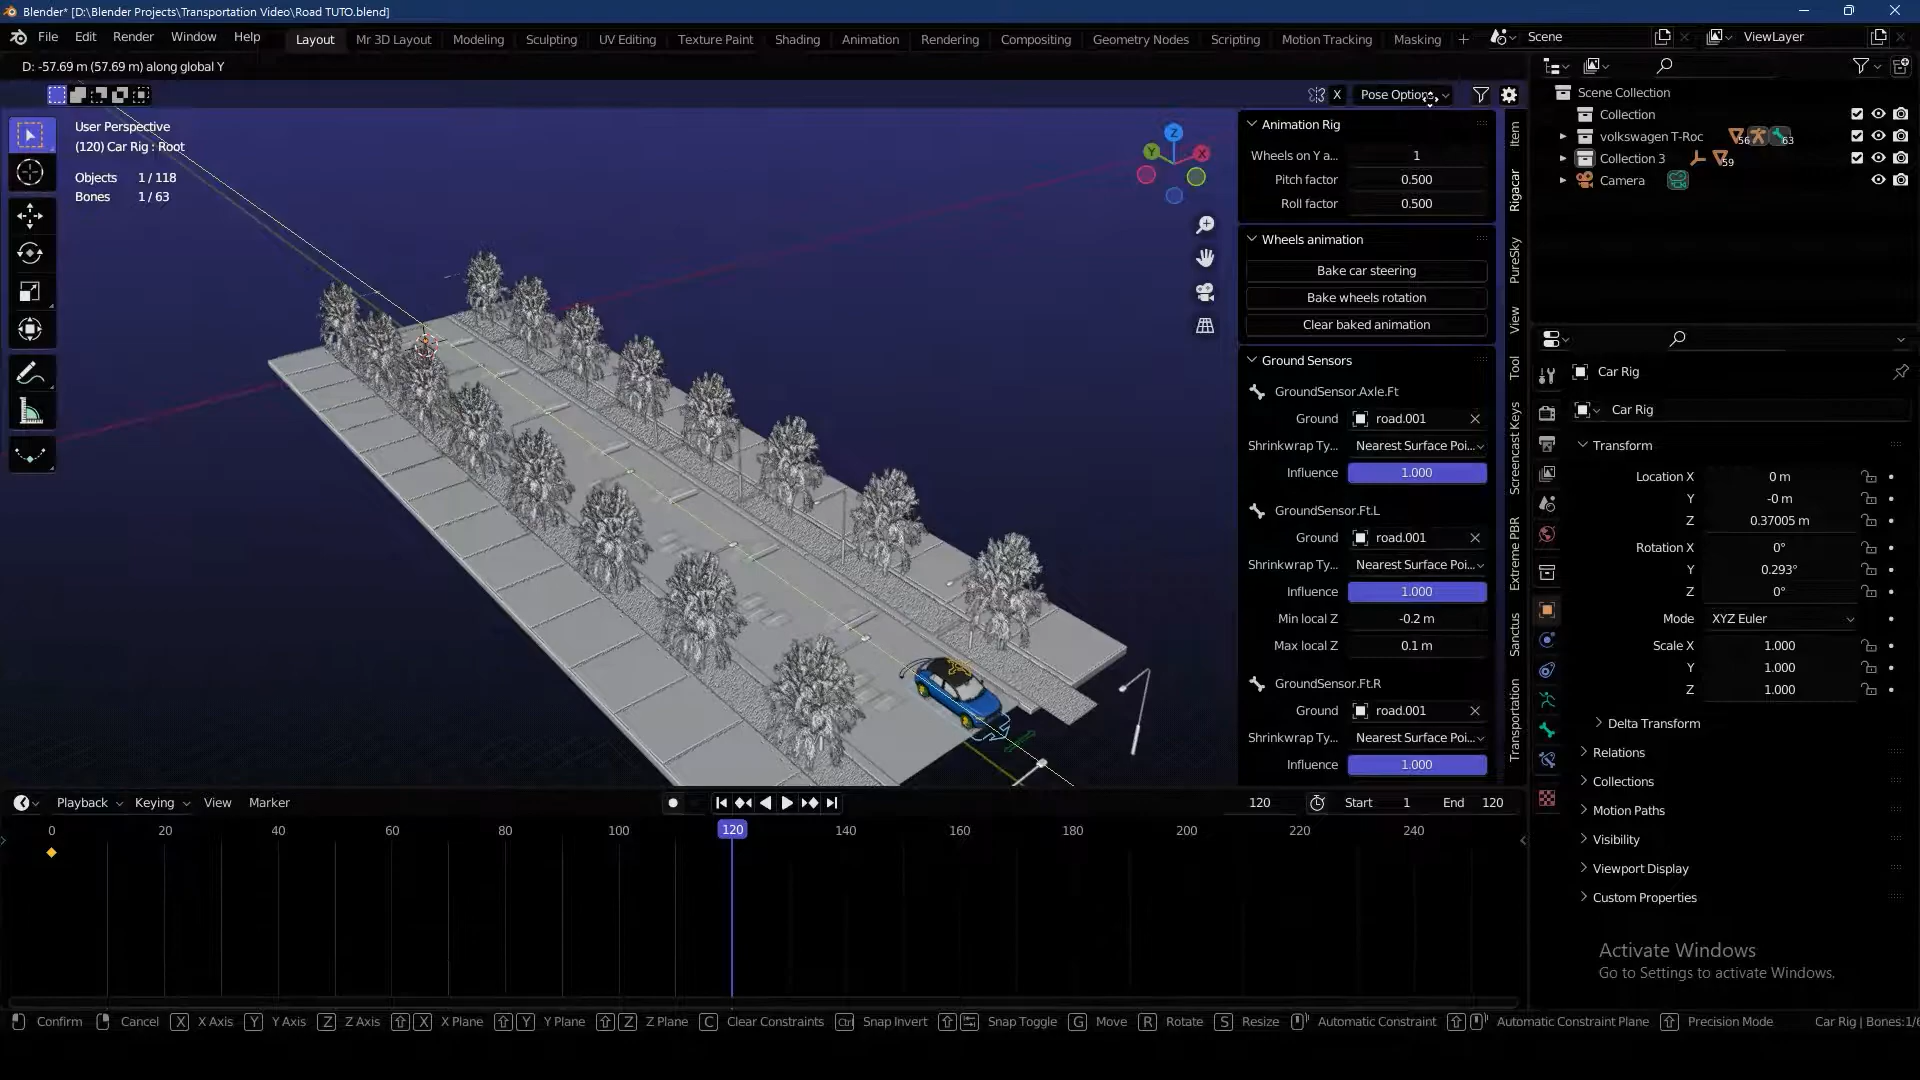 Blender* [D:\Blender Projects\Transportation Video\Road TUTO.blend]
File Edit Render Window Help Layout Mr 3D Layout Modeling Sculpting UV Editing Texture Paint Shading Animation Rendering Compositing Geometry Nodes Scripting Motion Tracking Masking + Scene ViewLayer
D: -57.69 m (57.69 m) along global Y
X Pose Options
User Perspective
(120) Car Rig : Root
Objects 1 / 118
Bones 1 / 63
Z
Y
X
Animation Rig
Wheels on Y a... 1
Pitch factor 0.500
Roll factor 0.500
Wheels animation
Bake car steering
Bake wheels rotation
Clear baked animation
Ground Sensors
GroundSensor.Axle.Ft
Ground road.001
Shrinkwrap Ty... Nearest Surface Poi...
Influence 1.000
GroundSensor.Ft.L
Ground road.001
Shrinkwrap Ty... Nearest Surface Poi...
Influence 1.000
Min local Z -0.2 m
Max local Z 0.1 m
GroundSensor.Ft.R
Ground road.001
Shrinkwrap Ty... Nearest Surface Poi...
Influence 1.000
Item
Rigacar
PureSky
View
Tool
Screencast Keys
Extreme PBR
Sanctus
Transportation
Scene Collection
Collection
volkswagen T-Roc 56 63
Collection 3 59
Camera
Car Rig
Car Rig
Transform
Location X 0 m
Y -0 m
Z 0.37005 m
Rotation X 0°
Y 0.293°
Z 0°
Mode XYZ Euler
Scale X 1.000
Y 1.000
Z 1.000
Delta Transform
Relations
Collections
Motion Paths
Visibility
Viewport Display
Custom Properties
Activate Windows
Go to Settings to activate Windows.
Playback Keying View Marker 120 Start 1 End 120
0 20 40 60 80 100 120 140 160 180 200 220 240
Confirm Cancel X X Axis Y Y Axis Z Z Axis X X Plane Y Y Plane Z Z Plane C Clear Constraints Ctrl Snap Invert Snap Toggle G Move R Rotate S Resize Automatic Constraint Automatic Constraint Plane Precision Mode Car Rig | Bones:1/6